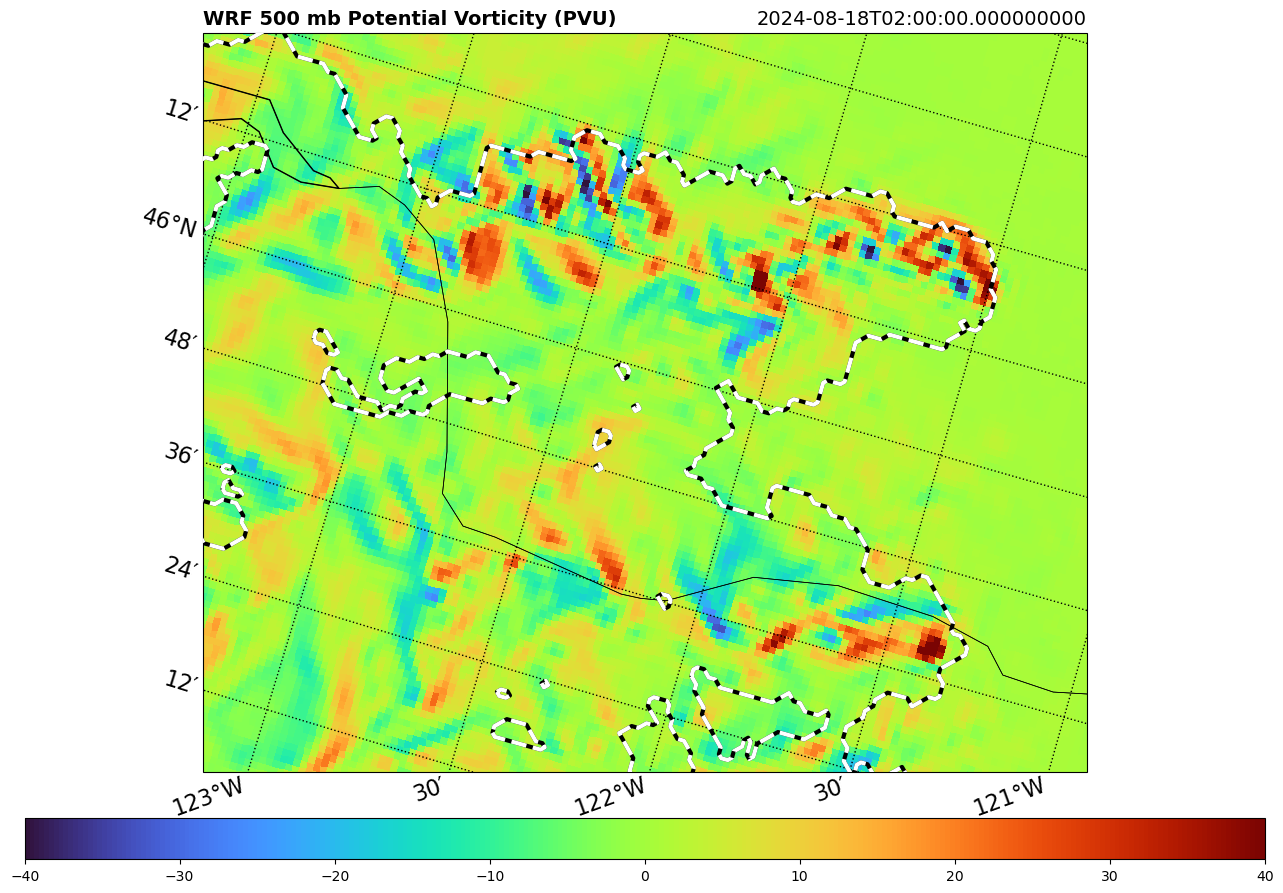 WRF 500 mb Potential Vorticity (PVU) 2024-08-18T02:00:00.000000000
12′
46°N
48′
36′
24′
12′
123°W 30′ 122°W 30′ 121°W
−40 −30 −20 −10 0 10 20 30 40